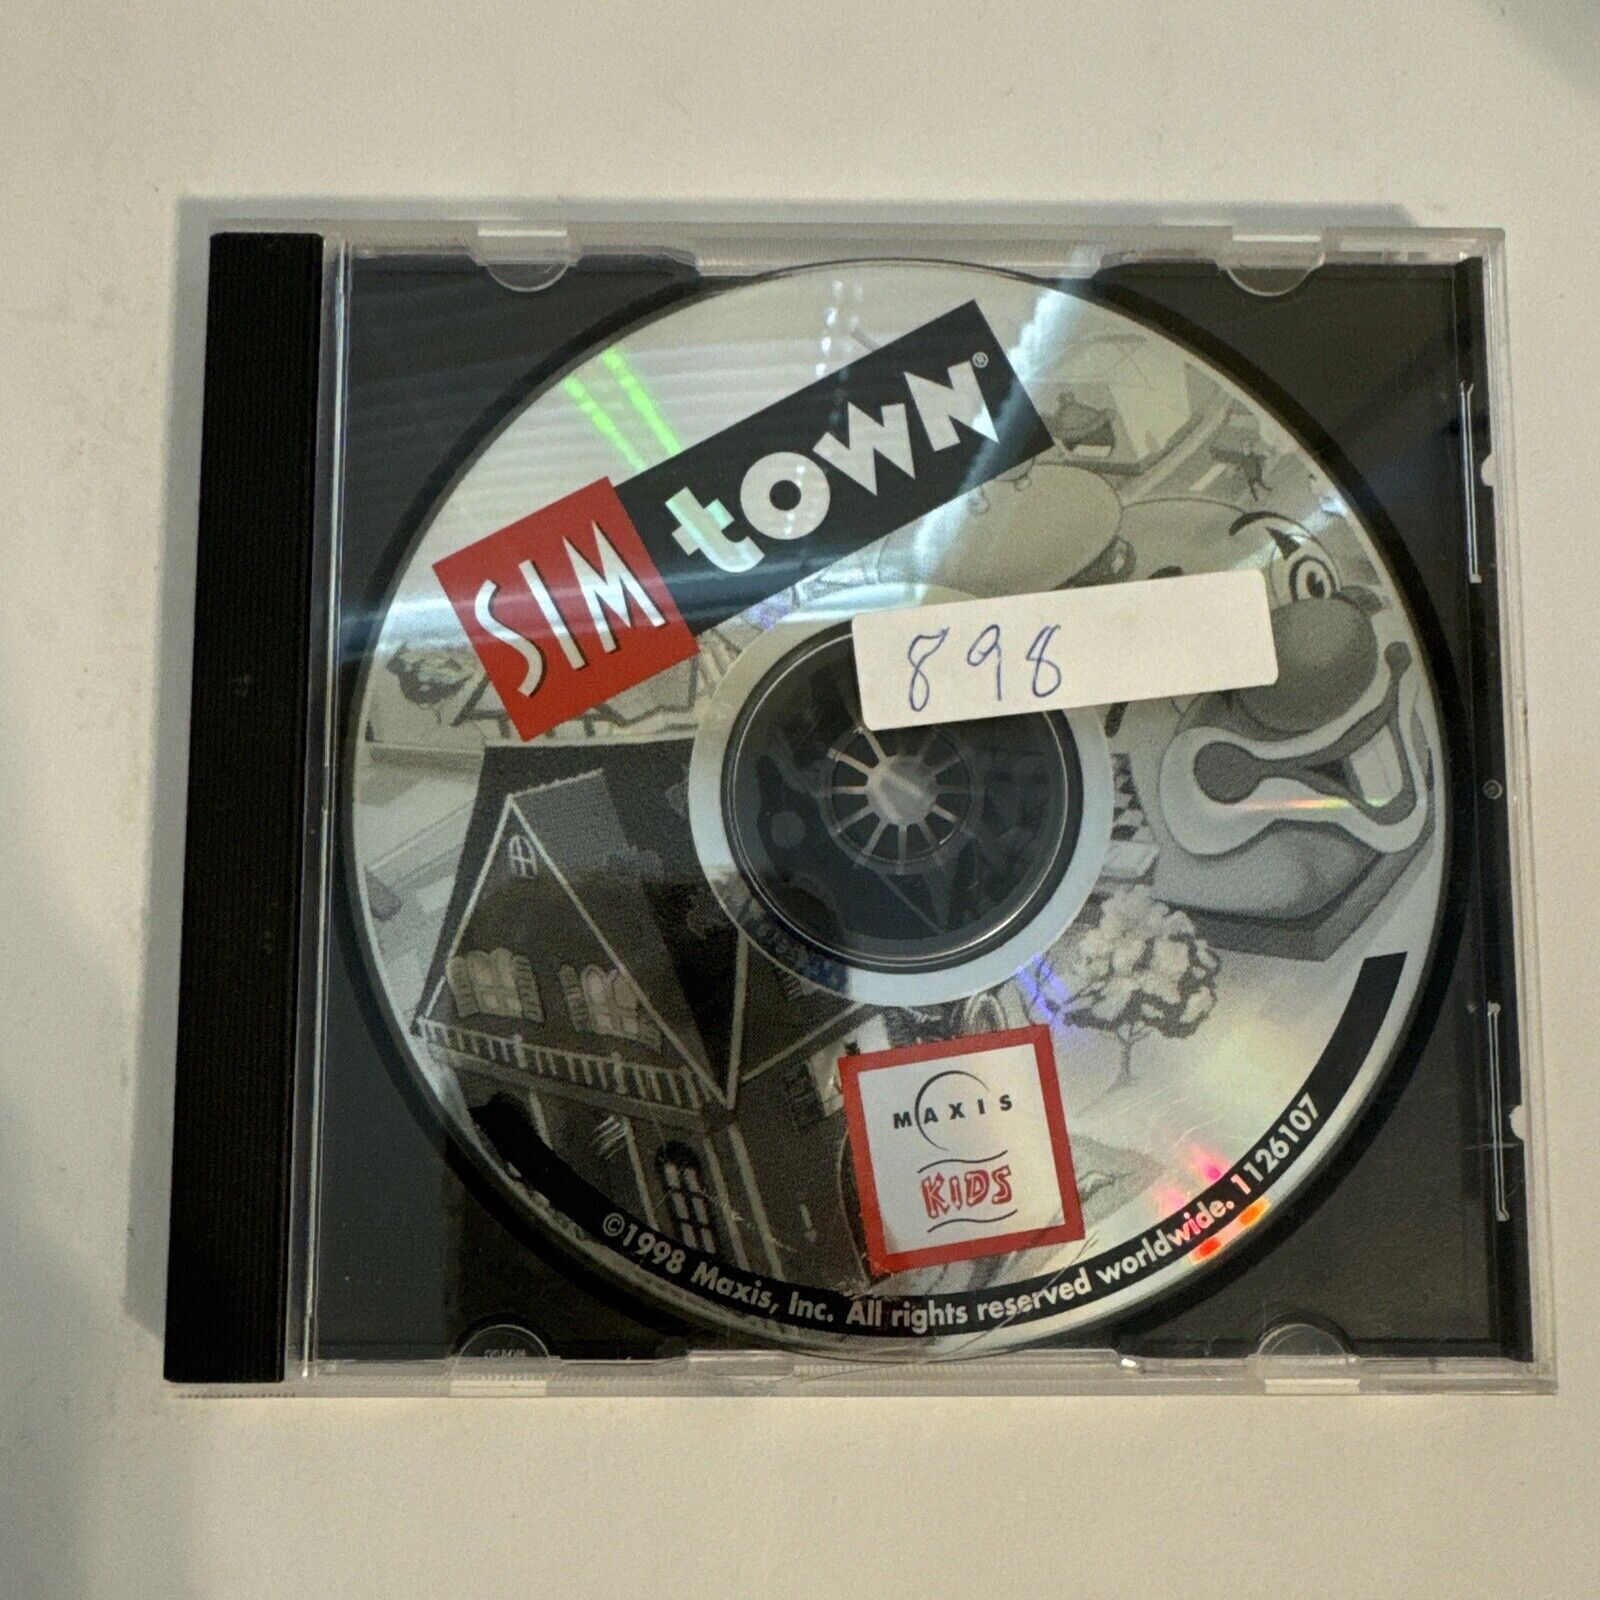 SIM tOWN®
898
MAXIS
KIDS
©1998 Maxis, Inc. All rights reserved worldwide. 1126107